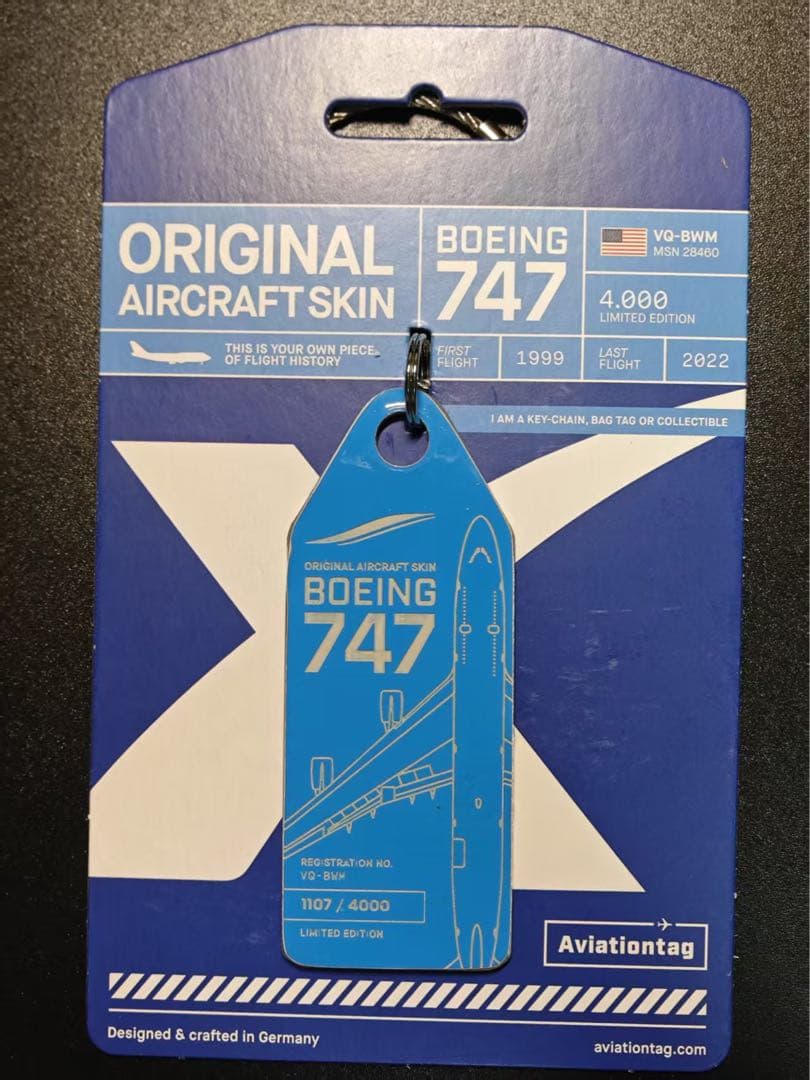 ORIGINAL
AIRCRAFT SKIN
BOEING
747
VQ-BWM
MSN 28460
4.000
LIMITED EDITION
THIS IS YOUR OWN PIECE
OF FLIGHT HISTORY
FIRST
FLIGHT
1999
LAST
FLIGHT
2022
I AM A KEY-CHAIN, BAG TAG OR COLLECTIBLE
ORIGINAL AIRCRAFT SKIN
BOEING
747
REGISTRATION NO.
VQ-BWM
1107 / 4000
LIMITED EDITION
Aviationtag
Designed & crafted in Germany
aviationtag.com